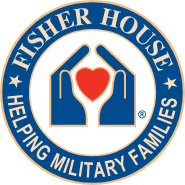 ★ FISHER HOUSE ★
HELPING MILITARY FAMILIES
®